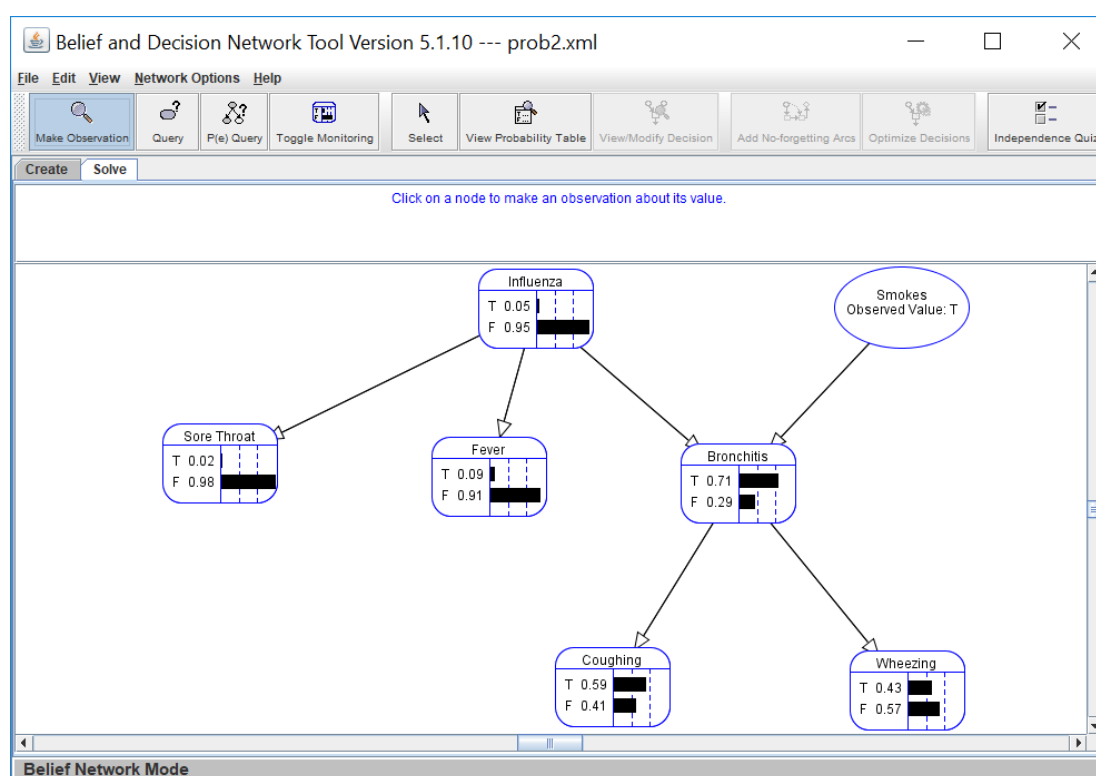 Belief and Decision Network Tool Version 5.1.10 --- prob2.xml
File Edit View Network Options Help
Make Observation Query P(e) Query Toggle Monitoring Select View Probability Table View/Modify Decision Add No-forgetting Arcs Optimize Decisions Independence Quiz
Create Solve
Click on a node to make an observation about its value.
Influenza
T 0.05
F 0.95
Smokes
Observed Value: T
Sore Throat
T 0.02
F 0.98
Fever
T 0.09
F 0.91
Bronchitis
T 0.71
F 0.29
Coughing
T 0.59
F 0.41
Wheezing
T 0.43
F 0.57
Belief Network Mode